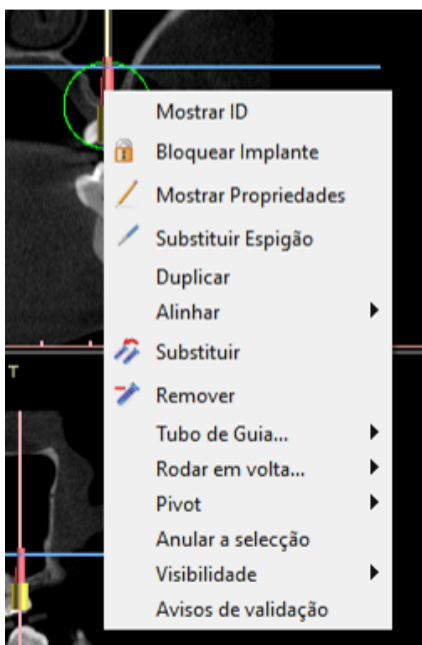 Mostrar ID
Bloquear Implante
Mostrar Propriedades
Substituir Espigão
Duplicar
Alinhar
Substituir
T
Remover
Tubo de Guia...
Rodar em volta...
Pivot
Anular a selecção
Visibilidade
Avisos de validação